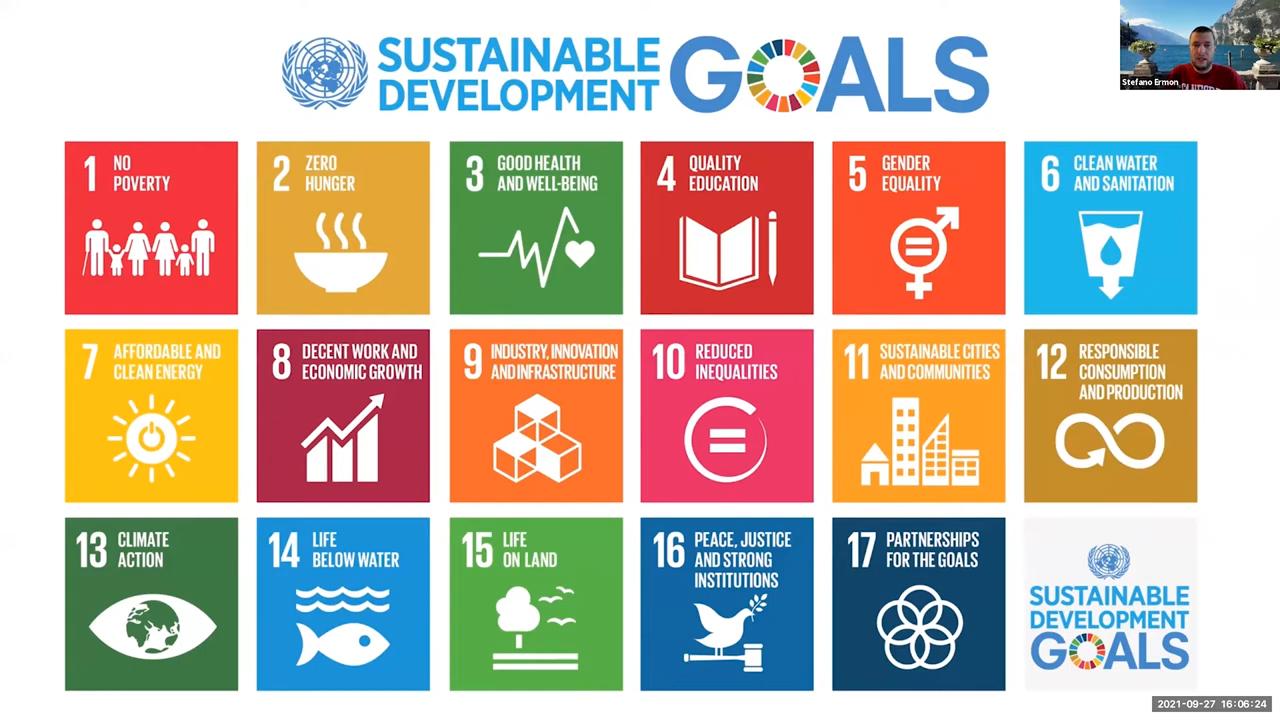 SUSTAINABLE
DEVELOPMENT
GOALS
Stefano Ermon
1 NO
POVERTY
2 ZERO
HUNGER
3 GOOD HEALTH
AND WELL-BEING
4 QUALITY
EDUCATION
5 GENDER
EQUALITY
6 CLEAN WATER
AND SANITATION
7 AFFORDABLE AND
CLEAN ENERGY
8 DECENT WORK AND
ECONOMIC GROWTH
9 INDUSTRY, INNOVATION
AND INFRASTRUCTURE
10 REDUCED
INEQUALITIES
11 SUSTAINABLE CITIES
AND COMMUNITIES
12 RESPONSIBLE
CONSUMPTION
AND PRODUCTION
13 CLIMATE
ACTION
14 LIFE
BELOW WATER
15 LIFE
ON LAND
16 PEACE, JUSTICE
AND STRONG
INSTITUTIONS
17 PARTNERSHIPS
FOR THE GOALS
SUSTAINABLE
DEVELOPMENT
GOALS
2021-09-27 16:06:24